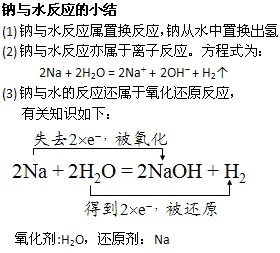 钠与水反应的小结
(1) 钠与水反应属置换反应，钠从水中置换出氢
(2) 钠与水反应亦属于离子反应。方程式为：
2Na + 2H₂O = 2Na⁺ + 2OH⁻ + H₂个
(3) 钠与水的反应还属于氧化还原反应，
有关知识如下：
失去2×e⁻，被氧化
2Na + 2H₂O = 2NaOH + H₂
得到2×e⁻，被还原
氧化剂:H₂O，还原剂：Na